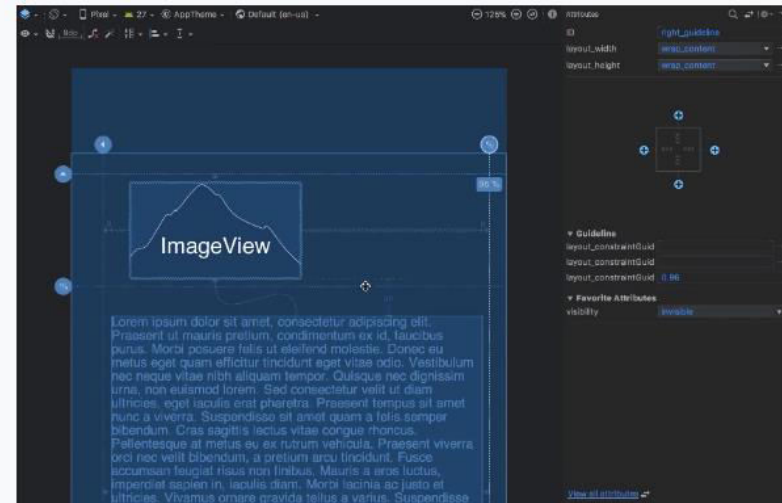 Pixel
27
AppTheme
Default (en-us)
128%
Attributes
8dp
ID
right_guideline
layout_width
wrap_content
layout_height
wrap_content
96 %
ImageView
Guideline
layout_constraintGuid
layout_constraintGuid
layout_constraintGuid 0.96
Favorite Attributes
visibility
invisible
Lorem ipsum dolor sit amet, consectetur adipiscing elit.
Praesent ut mauris pretium, condimentum ex id, faucibus
purus. Morbi posuere felis ut eleifend molestie. Donec eu
metus eget quam efficitur tincidunt eget vitae odio. Vestibulum
nec neque vitae nibh aliquam tempor. Quisque nec dignissim
urna, non euismod lorem. Sed consectetur velit ut diam
ultricies, eget iaculis erat pharetra. Praesent tempus sit amet
nunc a viverra. Suspendisse sit amet quam a felis semper
bibendum. Cras sagittis lectus vitae congue rhoncus.
Pellentesque at metus eu ex rutrum vehicula. Praesent viverra
orci nec velit bibendum, a pretium arcu tincidunt. Fusce
accumsan feugiat risus non finibus. Mauris a eros luctus,
imperdiet sapien in, iaculis diam. Morbi lacinia ac justo et
ultricies. Vivamus ornare gravida tellus a varius. Suspendisse
View all attributes